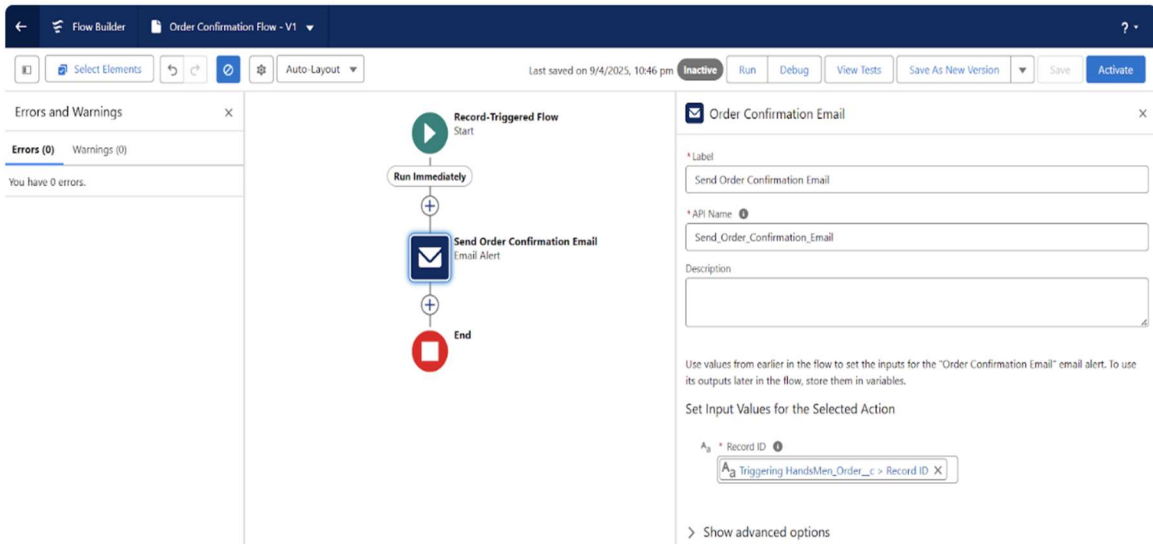 Flow Builder
Order Confirmation Flow - V1
?
Select Elements
Auto-Layout
Last saved on 9/4/2025, 10:46 pm
Inactive
Run
Debug
View Tests
Save As New Version
Save
Activate
Errors and Warnings
Errors (0)
Warnings (0)
You have 0 errors.
Record-Triggered Flow
Start
Run Immediately
Send Order Confirmation Email
Email Alert
End
Order Confirmation Email
* Label
Send Order Confirmation Email
* API Name
Send_Order_Confirmation_Email
Description
Use values from earlier in the flow to set the inputs for the "Order Confirmation Email" email alert. To use
its outputs later in the flow, store them in variables.
Set Input Values for the Selected Action
Aa * Record ID
Aa Triggering HandsMen_Order__c > Record ID
Show advanced options